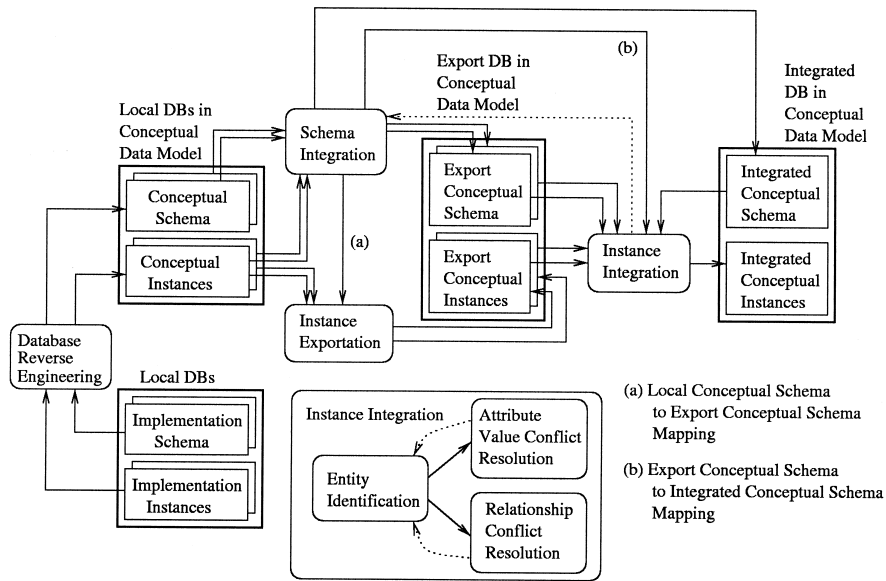 (b)
Export DB in
Conceptual
Data Model
Integrated
DB in
Conceptual
Data Model
Local DBs in
Conceptual
Data Model
Schema
Integration
Conceptual
Schema
Conceptual
Instances
(a)
Export
Conceptual
Schema
Export
Conceptual
Instances
Instance
Integration
Integrated
Conceptual
Schema
Integrated
Conceptual
Instances
Instance
Exportation
Database
Reverse
Engineering
Local DBs
Implementation
Schema
Implementation
Instances
Instance Integration
Attribute
Value Conflict
Resolution
Entity
Identification
Relationship
Conflict
Resolution
(a) Local Conceptual Schema
to Export Conceptual Schema
Mapping
(b) Export Conceptual Schema
to Integrated Conceptual Schema
Mapping